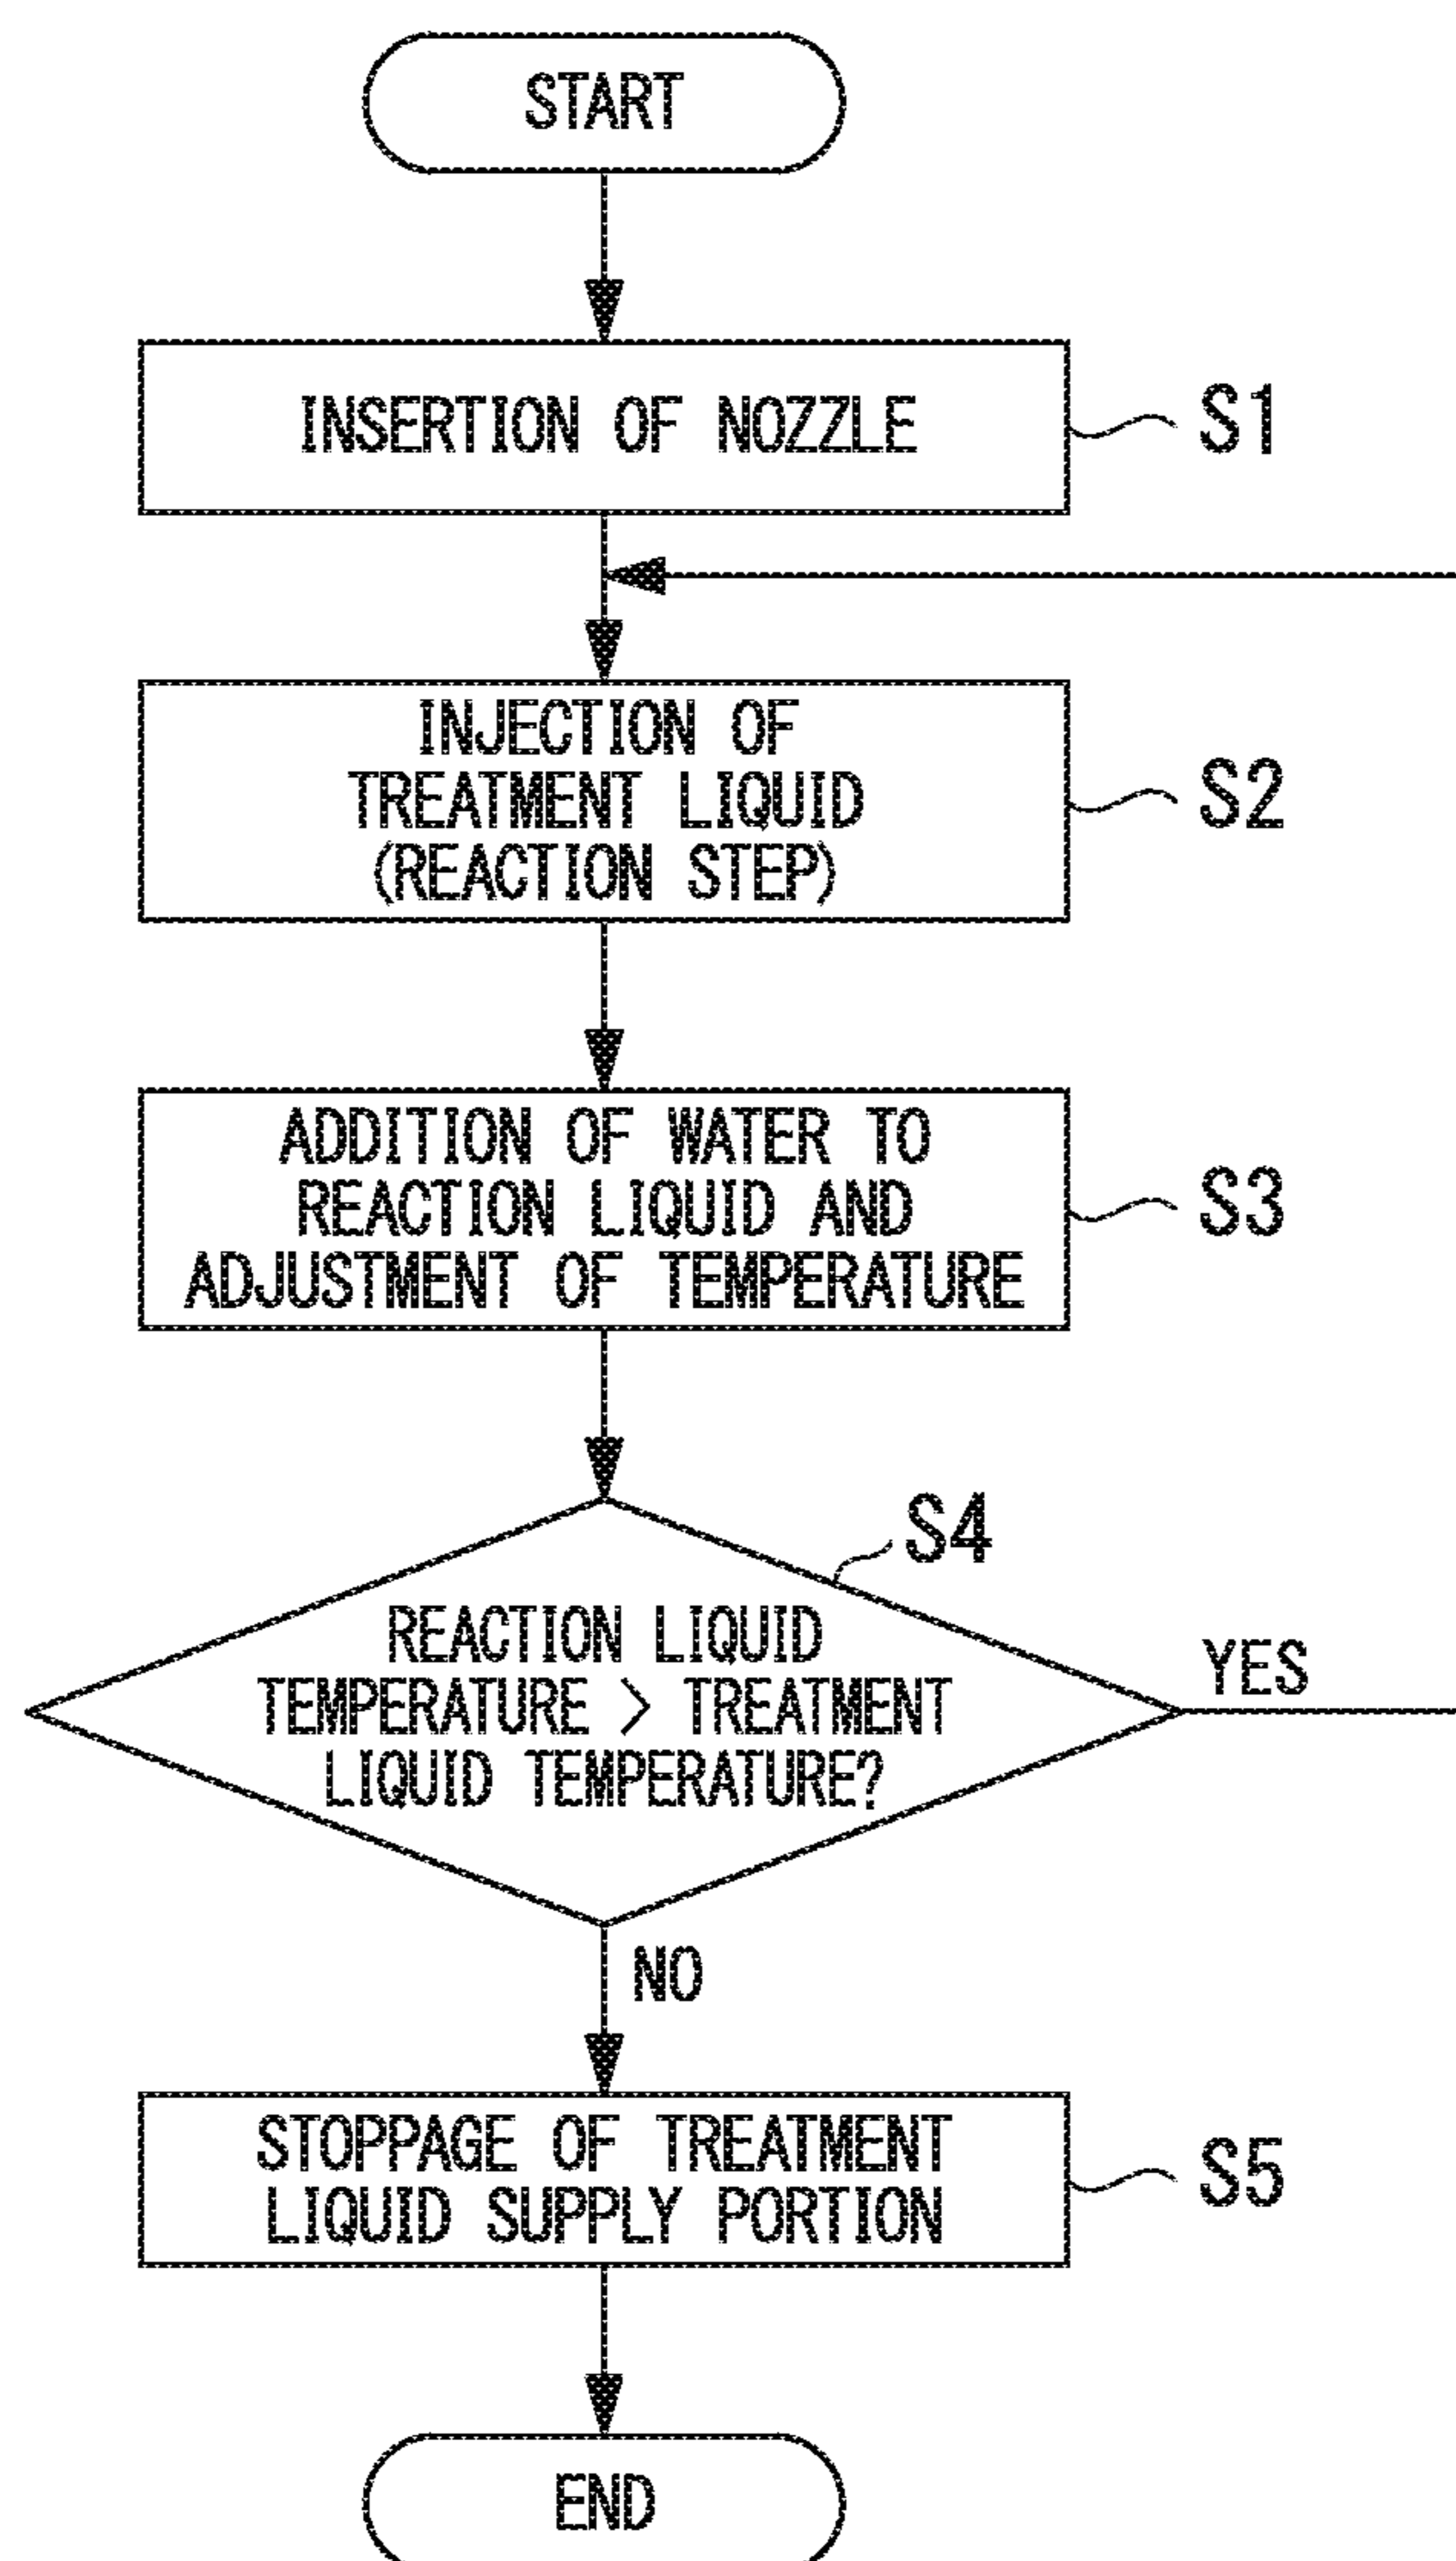 START
INSERTION OF NOZZLE
S1
INJECTION OF
TREATMENT LIQUID
(REACTION STEP)
S2
ADDITION OF WATER TO
REACTION LIQUID AND
ADJUSTMENT OF TEMPERATURE
S3
S4
REACTION LIQUID
TEMPERATURE > TREATMENT
LIQUID TEMPERATURE?
YES
NO
STOPPAGE OF TREATMENT
LIQUID SUPPLY PORTION
S5
END